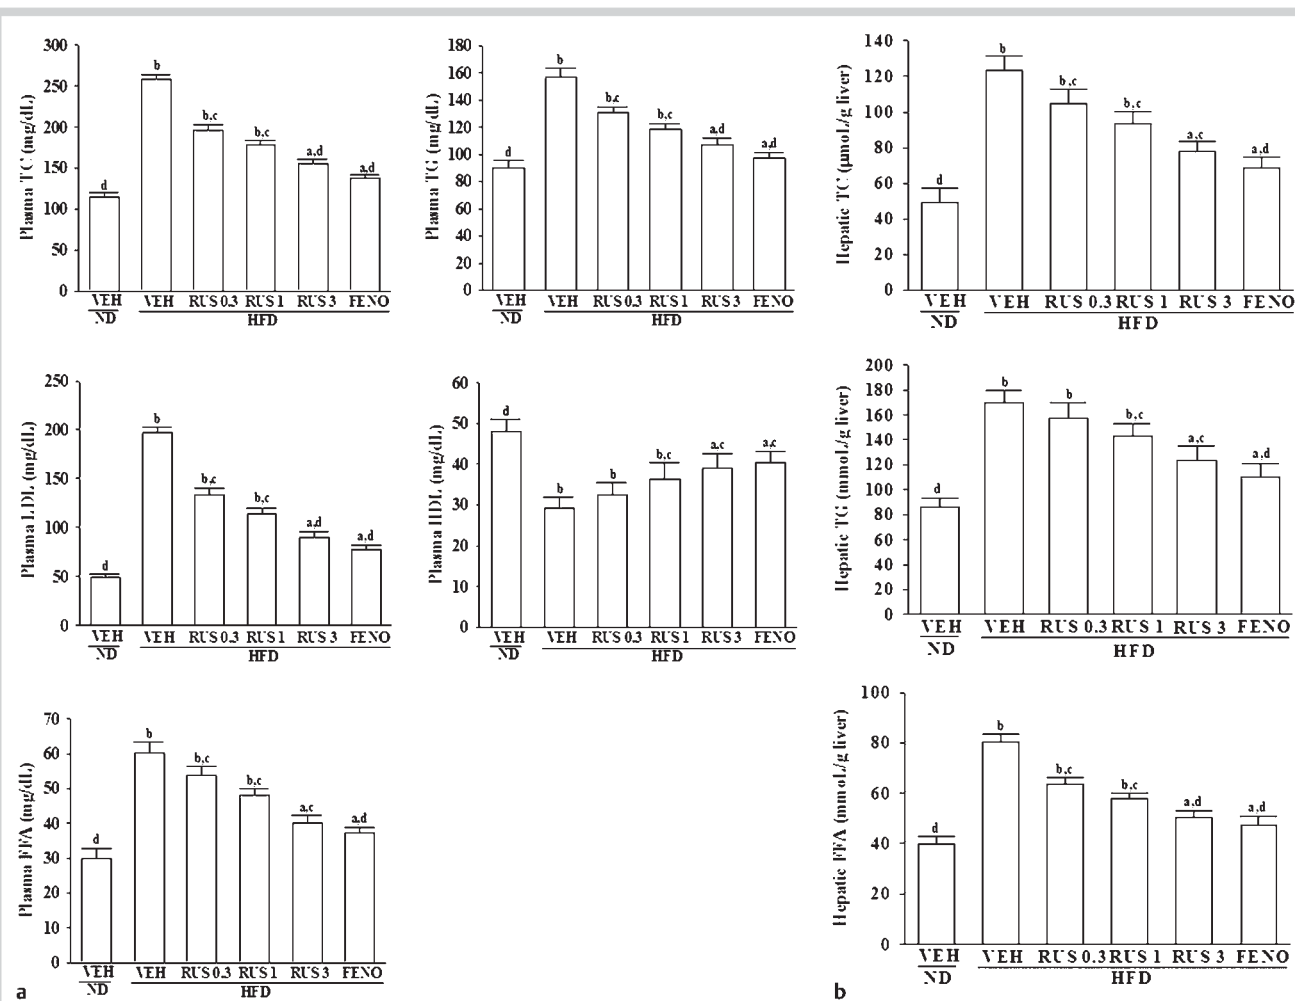 Plasma TC (mg/dL)
300
250
200
150
100
50
0
d
b
b,c
b,c
a,d
a,d
VEH VEH RUS 0.3 RUS 1 RUS 3 FENO
ND HFD
Plasma TG (mg/dL)
180
160
140
120
100
80
60
40
20
0
d
b
b,c
b,c
a,d
a,d
VEH VEH RUS 0.3 RUS 1 RUS 3 FENO
ND HFD
Hepatic TC (μmol/g liver)
140
120
100
80
60
40
20
0
d
b
b,c
b,c
a,c
a,d
VEH VEH RUS 0.3 RUS 1 RUS 3 FENO
ND HFD
Plasma LDL (mg/dL)
250
200
150
100
50
0
d
b
b,c
b,c
a,d
a,d
VEH VEH RUS 0.3 RUS 1 RUS 3 FENO
ND HFD
Plasma HDL (mg/dL)
60
50
40
30
20
10
0
d
b
b
b,c
a,c
a,c
VEH VEH RUS 0.3 RUS 1 RUS 3 FENO
ND HFD
Hepatic TG (mmol/g liver)
200
180
160
140
120
100
80
60
40
20
0
d
b
b
b,c
a,c
a,d
VEH VEH RUS 0.3 RUS 1 RUS 3 FENO
ND HFD
Plasma FFA (mg/dL)
70
60
50
40
30
20
10
0
d
b
b,c
b,c
a,c
a,d
VEH VEH RUS 0.3 RUS 1 RUS 3 FENO
ND HFD
a
Hepatic FFA (mmol/g liver)
100
80
60
40
20
0
d
b
b,c
b,c
a,d
a,d
VEH VEH RUS 0.3 RUS 1 RUS 3 FENO
ND HFD
b